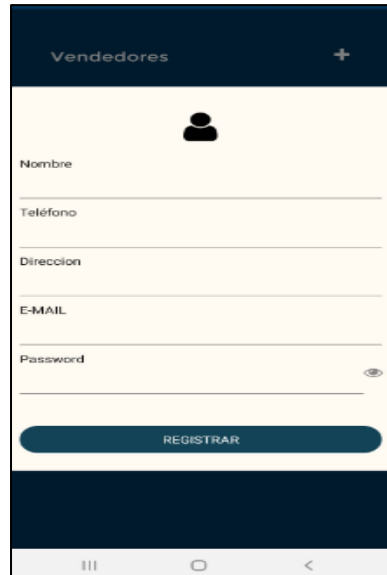 Vendedores +
Nombre
Teléfono
Direccion
E-MAIL
Password
REGISTRAR